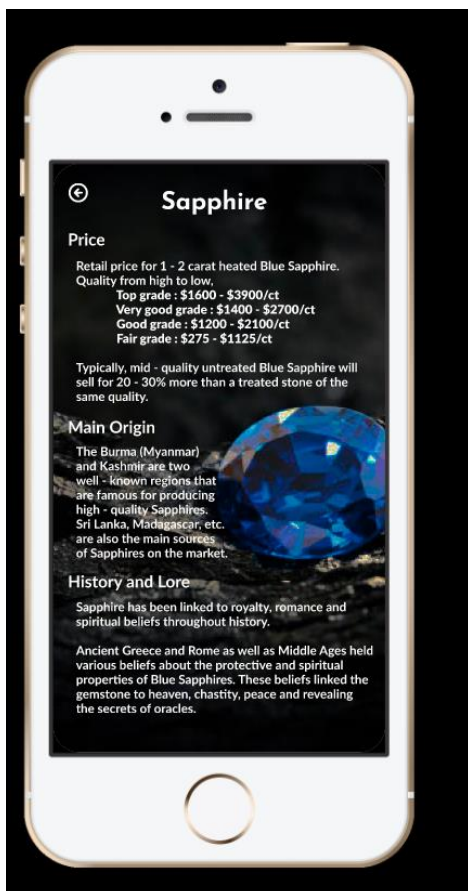 Sapphire
Price
Retail price for 1 - 2 carat heated Blue Sapphire.
Quality from high to low,
Top grade : $1600 - $3900/ct
Very good grade : $1400 - $2700/ct
Good grade : $1200 - $2100/ct
Fair grade : $275 - $1125/ct
Typically, mid - quality untreated Blue Sapphire will
sell for 20 - 30% more than a treated stone of the
same quality.
Main Origin
The Burma (Myanmar)
and Kashmir are two
well - known regions that
are famous for producing
high - quality Sapphires.
Sri Lanka, Madagascar, etc.
are also the main sources
of Sapphires on the market.
History and Lore
Sapphire has been linked to royalty, romance and
spiritual beliefs throughout history.
Ancient Greece and Rome as well as Middle Ages held
various beliefs about the protective and spiritual
properties of Blue Sapphires. These beliefs linked the
gemstone to heaven, chastity, peace and revealing
the secrets of oracles.